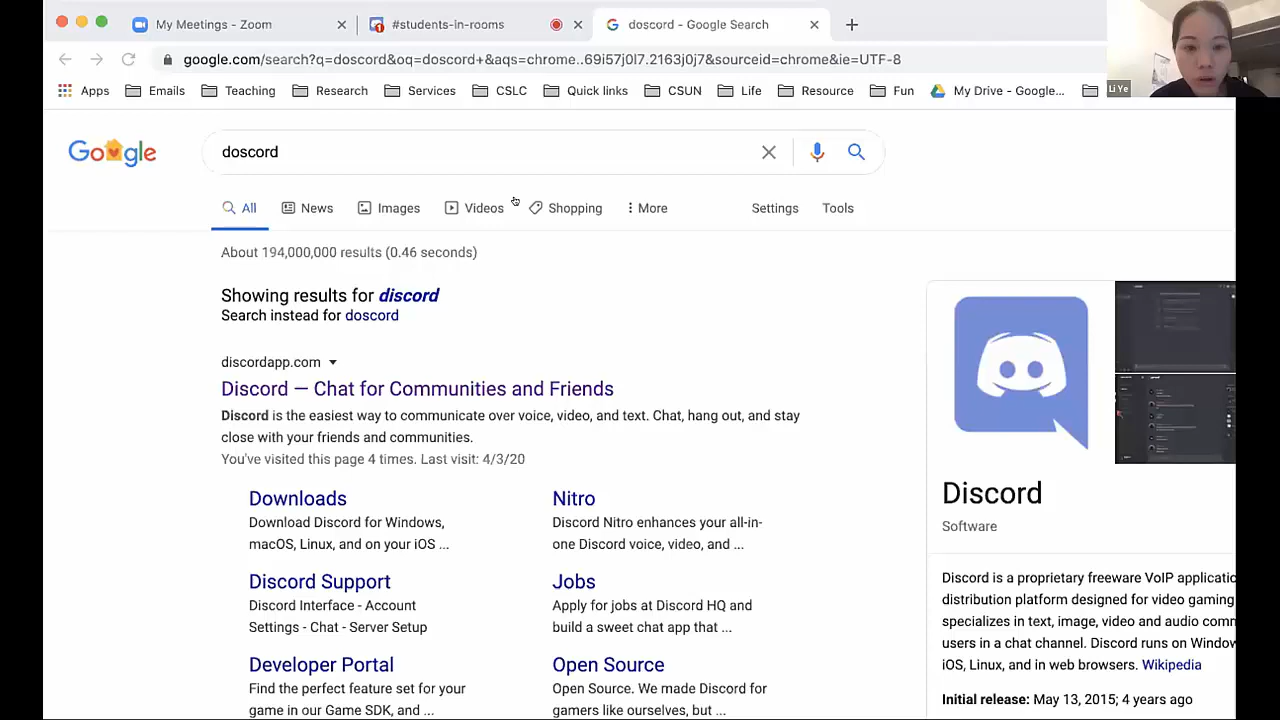 My Meetings - Zoom
#students-in-rooms
doscord - Google Search
google.com/search?q=doscord&oq=doscord+&aqs=chrome..69i57j0l7.2163j0j7&sourceid=chrome&ie=UTF-8
Apps Emails Teaching Research Services CSLC Quick links CSUN Life Resource Fun My Drive - Google...
Li Ye
Google
doscord
All News Images Videos Shopping More Settings Tools
About 194,000,000 results (0.46 seconds)
Showing results for discord
Search instead for doscord
discordapp.com
Discord — Chat for Communities and Friends
Discord is the easiest way to communicate over voice, video, and text. Chat, hang out, and stay
close with your friends and communities.
You've visited this page 4 times. Last visit: 4/3/20
Downloads
Download Discord for Windows,
macOS, Linux, and on your iOS ...
Nitro
Discord Nitro enhances your all-in-
one Discord voice, video, and ...
Discord Support
Discord Interface - Account
Settings - Chat - Server Setup
Jobs
Apply for jobs at Discord HQ and
build a sweet chat app that ...
Developer Portal
Find the perfect feature set for your
game in our Game SDK, and ...
Open Source
Open Source. We made Discord for
gamers like ourselves, but ...
Discord
Software
Discord is a proprietary freeware VoIP applicatio
distribution platform designed for video gaming
specializes in text, image, video and audio comm
users in a chat channel. Discord runs on Window
iOS, Linux, and in web browsers. Wikipedia
Initial release: May 13, 2015; 4 years ago